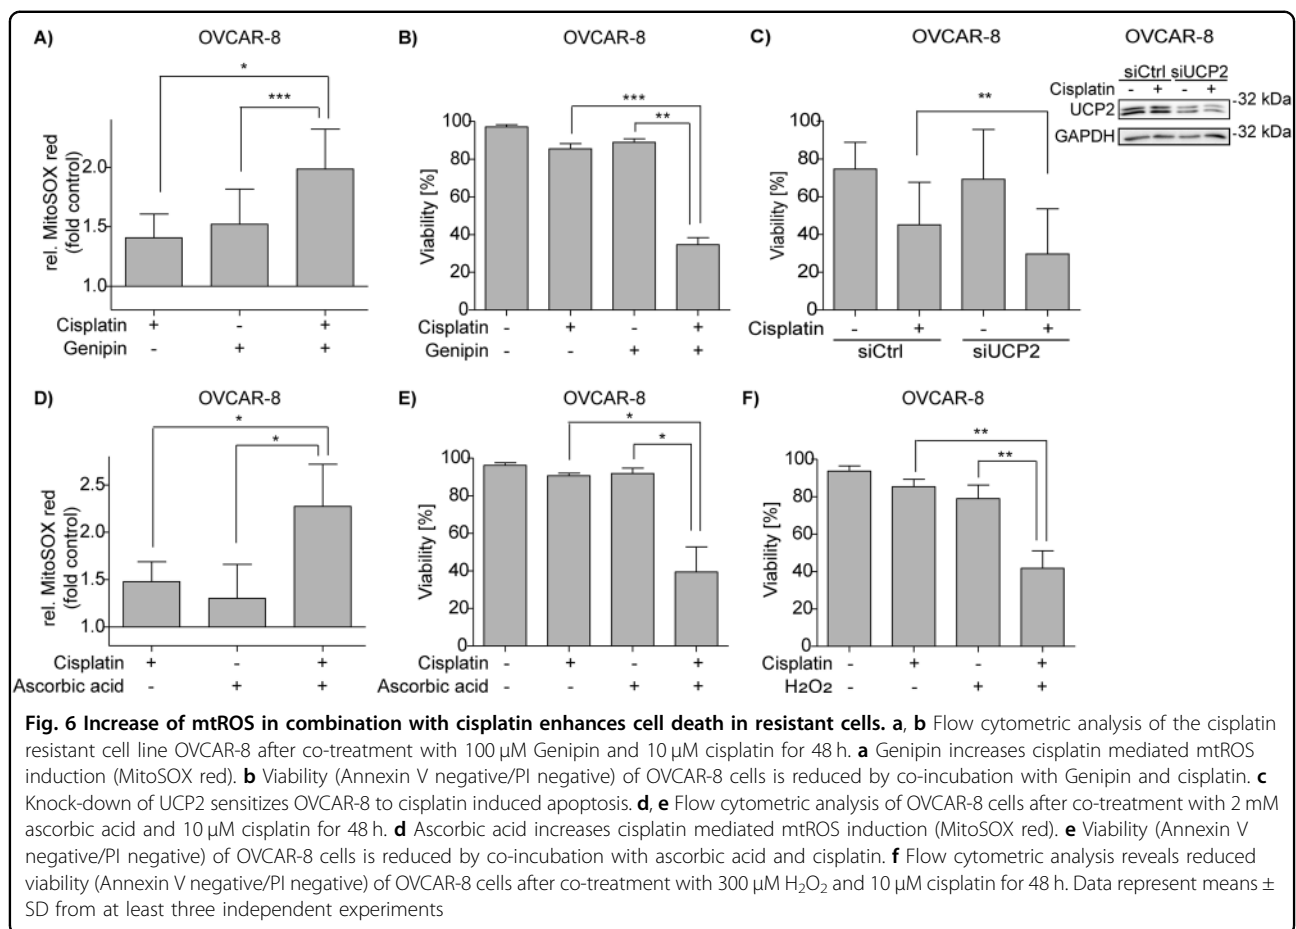 A) OVCAR-8
rel. MitoSOX red
(fold control)
2.0
1.5
1.0
*
***
Cisplatin + - +
Genipin - + +
B) OVCAR-8
Viability [%]
100
80
60
40
20
0
***
**
Cisplatin - + - +
Genipin - - + +
C) OVCAR-8
Viability [%]
100
80
60
40
20
0
**
Cisplatin - + - +
siCtrl siUCP2
OVCAR-8
siCtrl siUCP2
Cisplatin - + - +
UCP2 -32 kDa
GAPDH -32 kDa
D) OVCAR-8
rel. MitoSOX red
(fold control)
2.5
2.0
1.5
1.0
*
*
Cisplatin + - +
Ascorbic acid - + +
E) OVCAR-8
Viability [%]
100
80
60
40
20
0
*
*
Cisplatin - + - +
Ascorbic acid - - + +
F) OVCAR-8
Viability [%]
100
80
60
40
20
0
**
**
Cisplatin - + - +
H2O2 - - + +
Fig. 6 Increase of mtROS in combination with cisplatin enhances cell death in resistant cells. a, b Flow cytometric analysis of the cisplatin
resistant cell line OVCAR-8 after co-treatment with 100 µM Genipin and 10 µM cisplatin for 48 h. a Genipin increases cisplatin mediated mtROS
induction (MitoSOX red). b Viability (Annexin V negative/PI negative) of OVCAR-8 cells is reduced by co-incubation with Genipin and cisplatin. c
Knock-down of UCP2 sensitizes OVCAR-8 to cisplatin induced apoptosis. d, e Flow cytometric analysis of OVCAR-8 cells after co-treatment with 2 mM
ascorbic acid and 10 µM cisplatin for 48 h. d Ascorbic acid increases cisplatin mediated mtROS induction (MitoSOX red). e Viability (Annexin V
negative/PI negative) of OVCAR-8 cells is reduced by co-incubation with ascorbic acid and cisplatin. f Flow cytometric analysis reveals reduced
viability (Annexin V negative/PI negative) of OVCAR-8 cells after co-treatment with 300 µM H₂O₂ and 10 µM cisplatin for 48 h. Data represent means ±
SD from at least three independent experiments